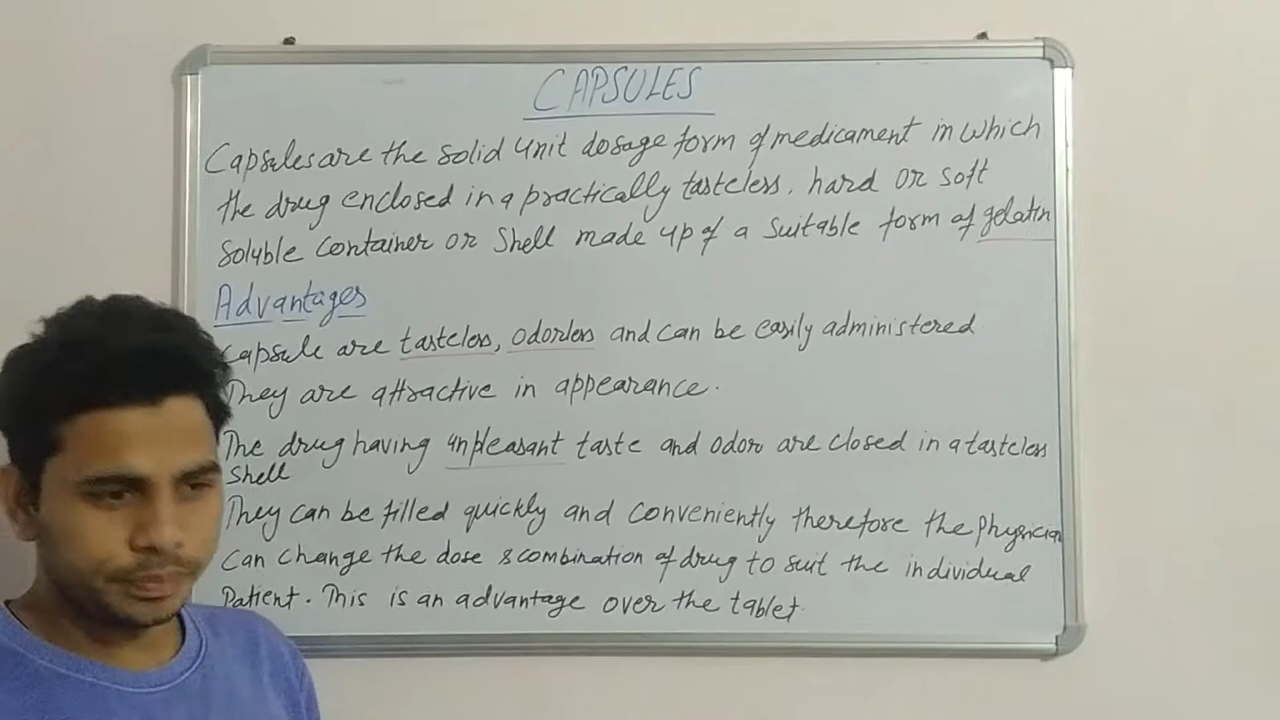 CAPSULES
Capsules are the solid unit dosage form of medicament in which
the drug enclosed in a practically tasteless, hard or soft
soluble container or shell made up of a suitable form of gelatin
Advantages
Capsule are tasteless, odorless and can be easily administered
They are attractive in appearance.
The drug having unpleasant taste and odor are closed in a tasteless
shell
They can be filled quickly and conveniently therefore the physician
can change the dose & combination of drug to suit the individual
Patient. This is an advantage over the tablet.